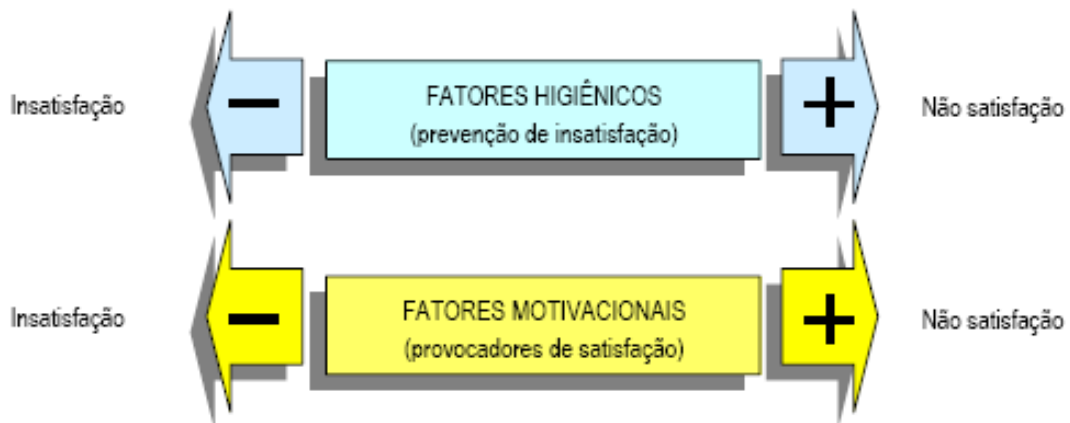 FATORES HIGIÊNICOS
(prevenção de insatisfação)
Insatisfação
Não satisfação
FATORES MOTIVACIONAIS
(provocadores de satisfação)
Insatisfação
Não satisfação